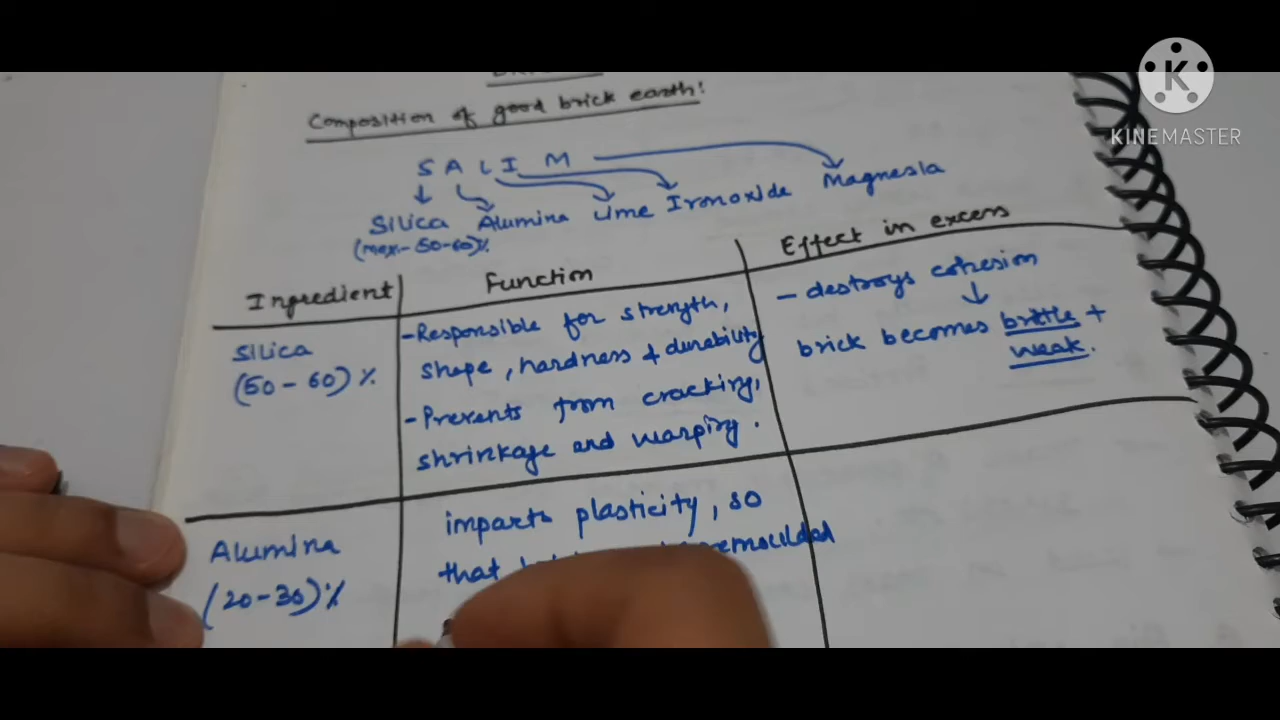 Composition of good brick earth:
S A L I M
Silica Alumina Lime Iron oxide Magnesia
(max - 50-60)%
Ingredient Function Effect in excess
Silica
(50-60)%
- Responsible for strength,
shape, hardness & durability
- Prevents from cracking,
shrinkage and warping.
- destroys cohesion
brick becomes brittle +
weak.
Alumina
(20-30)%
imparts plasticity, so
that
KINEMASTER